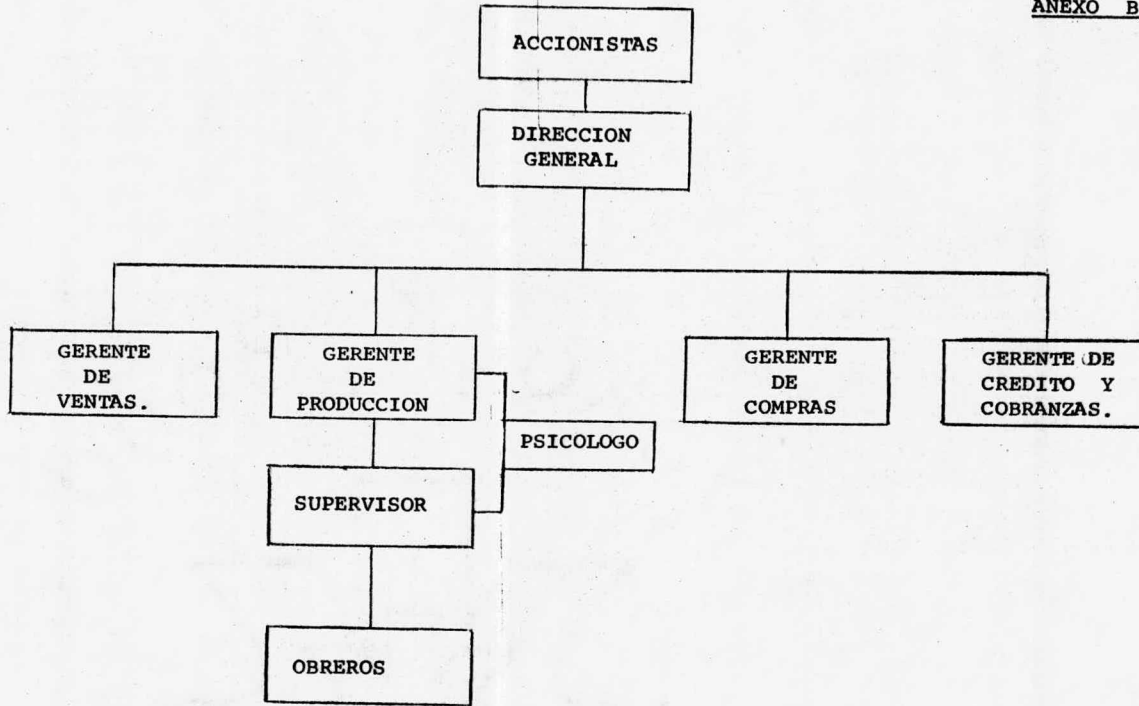 ANEXO B
ACCIONISTAS
DIRECCION
GENERAL
GERENTE
DE
VENTAS.
GERENTE
DE
PRODUCCION
GERENTE
DE
COMPRAS
GERENTE DE
CREDITO Y
COBRANZAS.
PSICOLOGO
SUPERVISOR
OBREROS